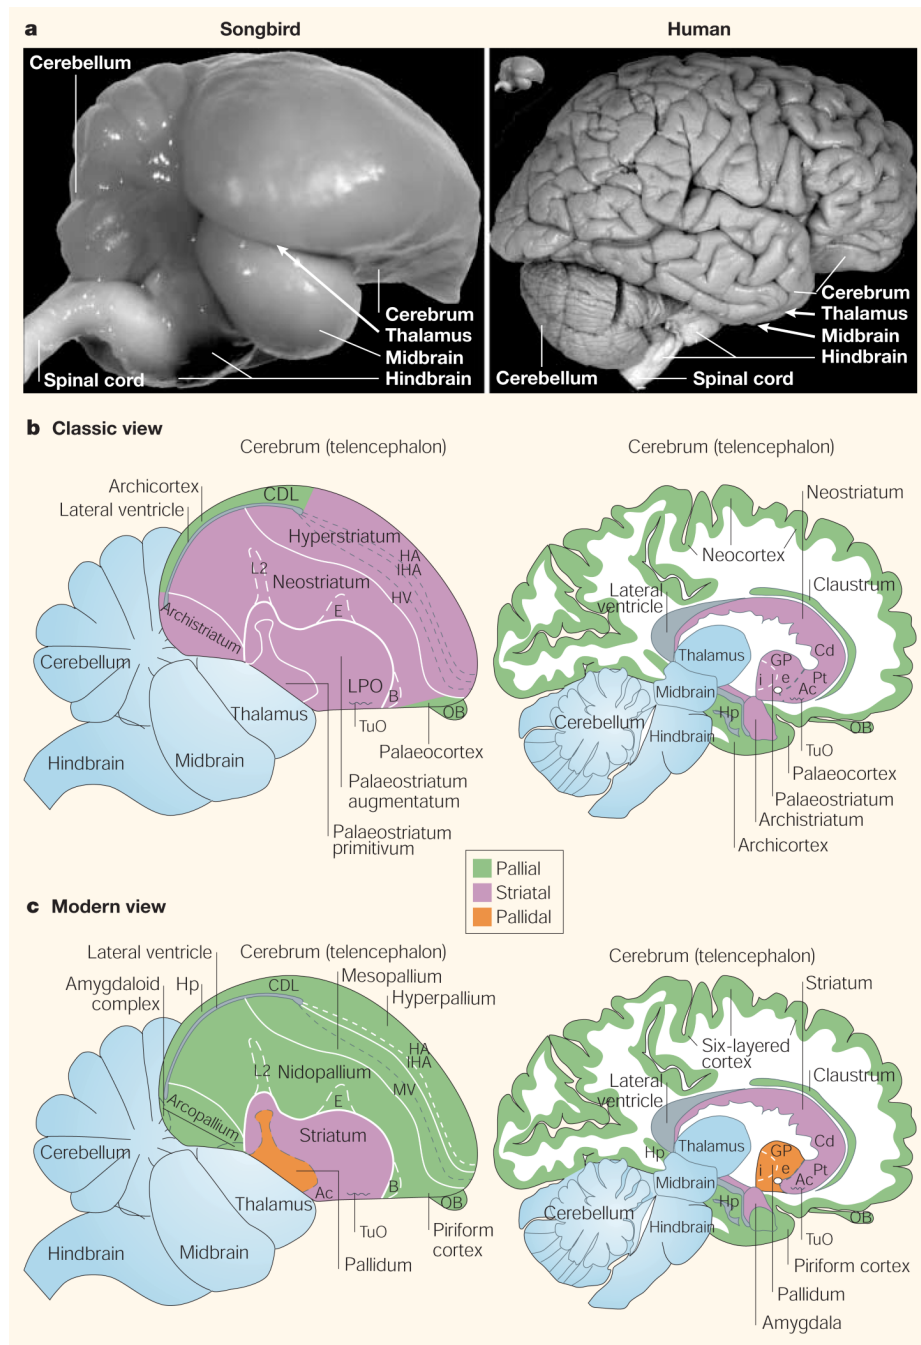 a
Songbird
Human
Cerebellum
Cerebrum
Thalamus
Midbrain
Hindbrain
Spinal cord
Cerebrum
Thalamus
Midbrain
Hindbrain
Cerebellum
Spinal cord
b Classic view
Cerebrum (telencephalon)
Archicortex
Lateral ventricle
CDL
Hyperstriatum
HA
IHA
HV
L2
Neostriatum
E
Archistriatum
Cerebellum
LPO
B
OB
Thalamus
TuO
Palaeocortex
Hindbrain
Midbrain
Palaeostriatum
augmentatum
Palaeostriatum
primitivum
Cerebrum (telencephalon)
Neostriatum
Neocortex
Claustrum
Lateral
ventricle
Thalamus
GP
Cd
i
e
Pt
Ac
Midbrain
Hp
OB
Cerebellum
Hindbrain
TuO
Palaeocortex
Palaeostriatum
Archistriatum
Archicortex
Pallial
Striatal
Pallidal
c Modern view
Lateral ventricle
Cerebrum (telencephalon)
Amygdaloid
complex
Hp
CDL
Mesopallium
Hyperpallium
HA
IHA
MV
L2
Nidopallium
E
Arcopallium
Striatum
Cerebellum
Ac
B
OB
Thalamus
TuO
Piriform
cortex
Hindbrain
Midbrain
Pallidum
Cerebrum (telencephalon)
Striatum
Six-layered
cortex
Claustrum
Lateral
ventricle
Hp
Thalamus
GP
Cd
i
e
Pt
Ac
Midbrain
Hp
OB
Cerebellum
Hindbrain
TuO
Piriform cortex
Pallidum
Amygdala